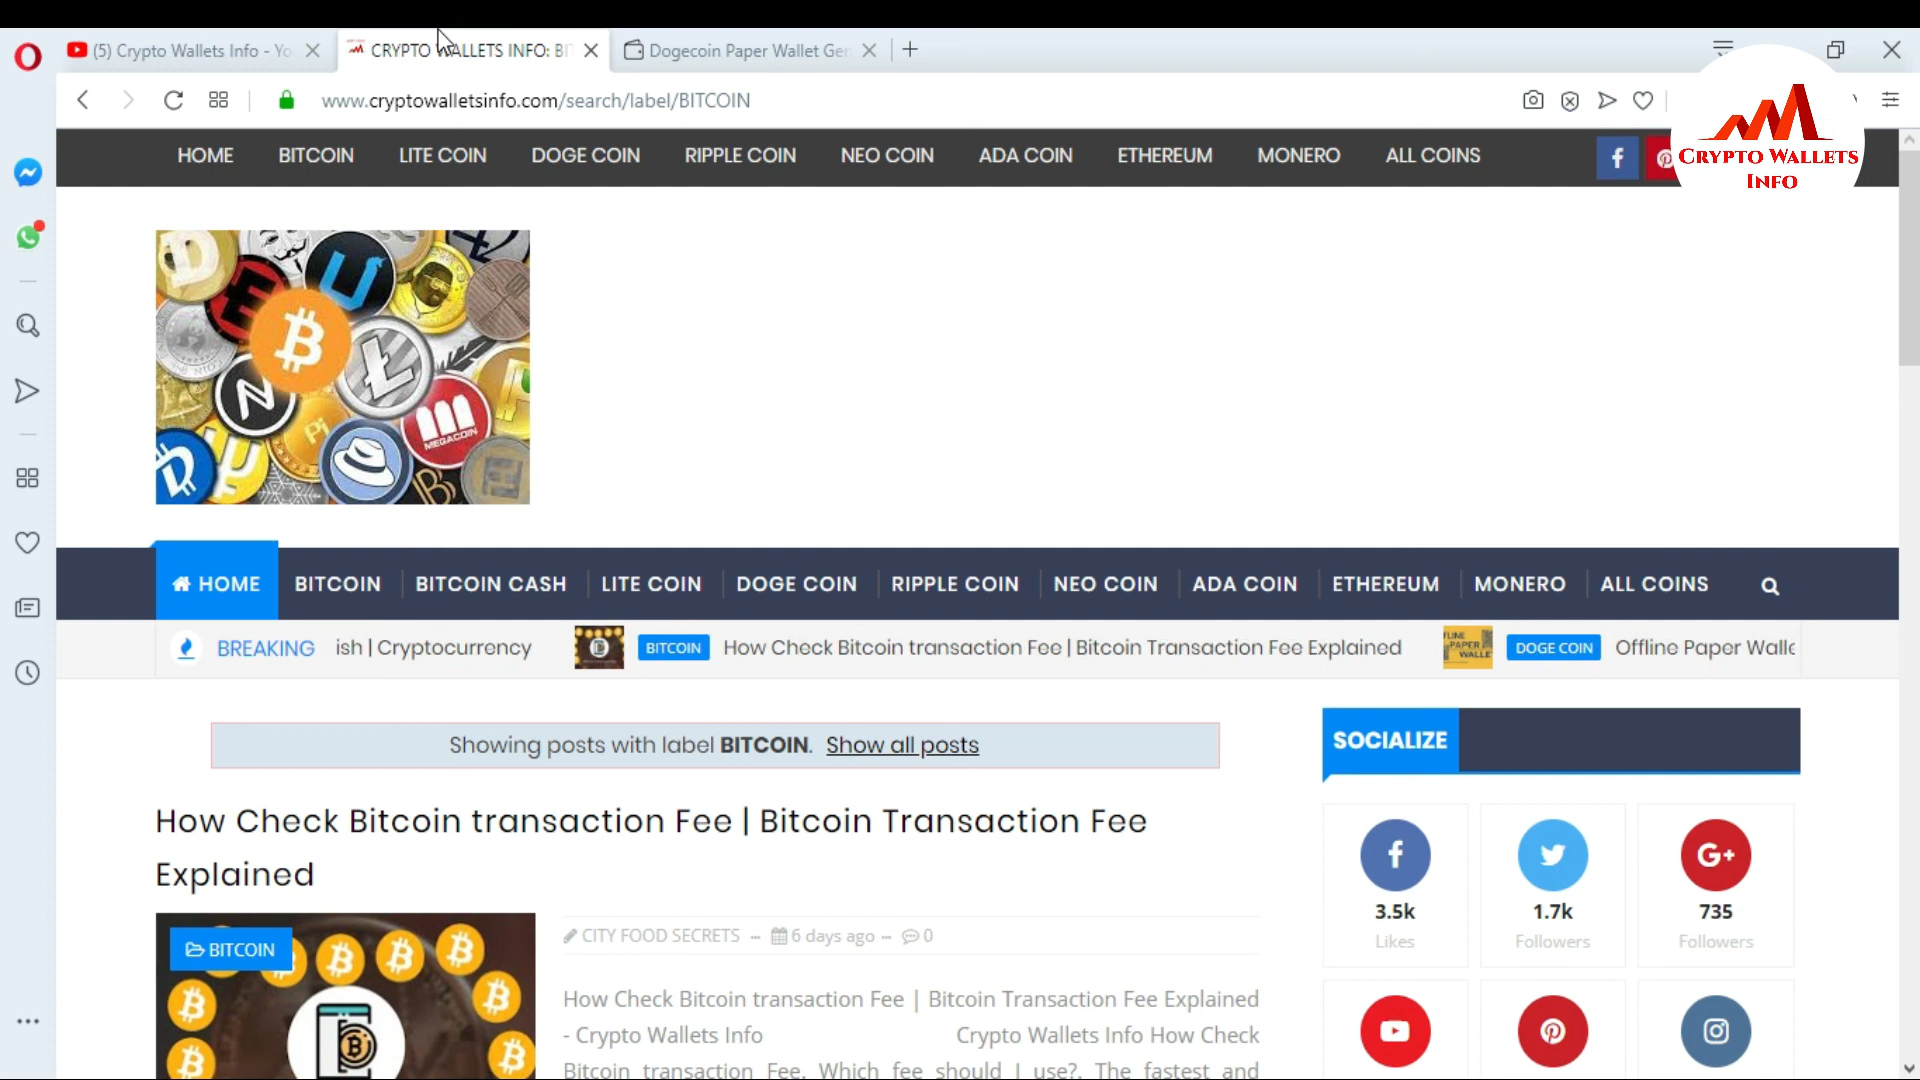 (5) Crypto Wallets Info - Yo
CRYPTO WALLETS INFO: BI
Dogecoin Paper Wallet Ger
www.cryptowalletsinfo.com/search/label/BITCOIN
HOME BITCOIN LITE COIN DOGE COIN RIPPLE COIN NEO COIN ADA COIN ETHEREUM MONERO ALL COINS
CRYPTO WALLETS
INFO
MEGACOIN
HOME BITCOIN BITCOIN CASH LITE COIN DOGE COIN RIPPLE COIN NEO COIN ADA COIN ETHEREUM MONERO ALL COINS
BREAKING ish | Cryptocurrency BITCOIN How Check Bitcoin transaction Fee | Bitcoin Transaction Fee Explained DOGE COIN Offline Paper Walle
Showing posts with label BITCOIN. Show all posts
SOCIALIZE
How Check Bitcoin transaction Fee | Bitcoin Transaction Fee
Explained
3.5k
Likes
1.7k
Followers
735
Followers
BITCOIN
CITY FOOD SECRETS - 6 days ago - 0
How Check Bitcoin transaction Fee | Bitcoin Transaction Fee Explained
- Crypto Wallets Info Crypto Wallets Info How Check
Bitcoin transaction Fee. Which fee should I use?. The fastest and